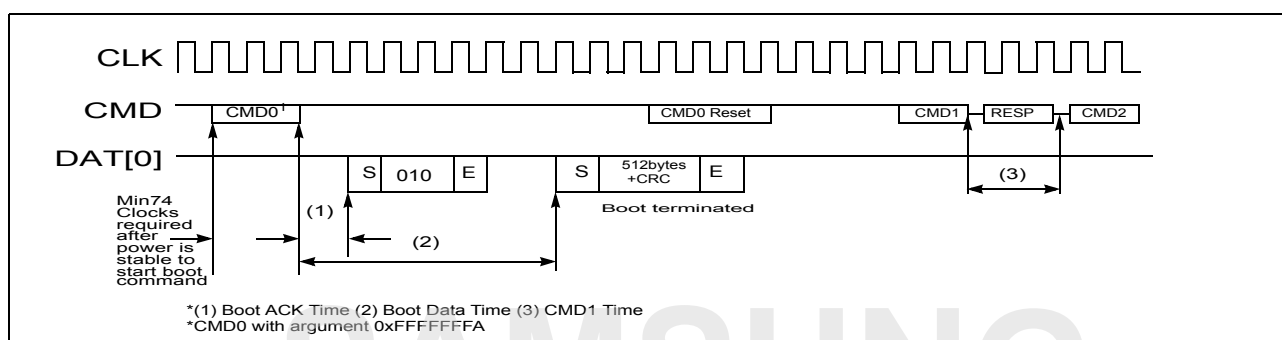 CLK
CMD
CMD0¹
CMD0 Reset
CMD1
RESP
CMD2
DAT[0]
S
010
E
S
512bytes
+CRC
E
Boot terminated
(1)
(2)
(3)
Min74
Clocks
required
after
power is
stable to
start boot
command
*(1) Boot ACK Time (2) Boot Data Time (3) CMD1 Time
*CMD0 with argument 0xFFFFFFFA
SAMSUNG